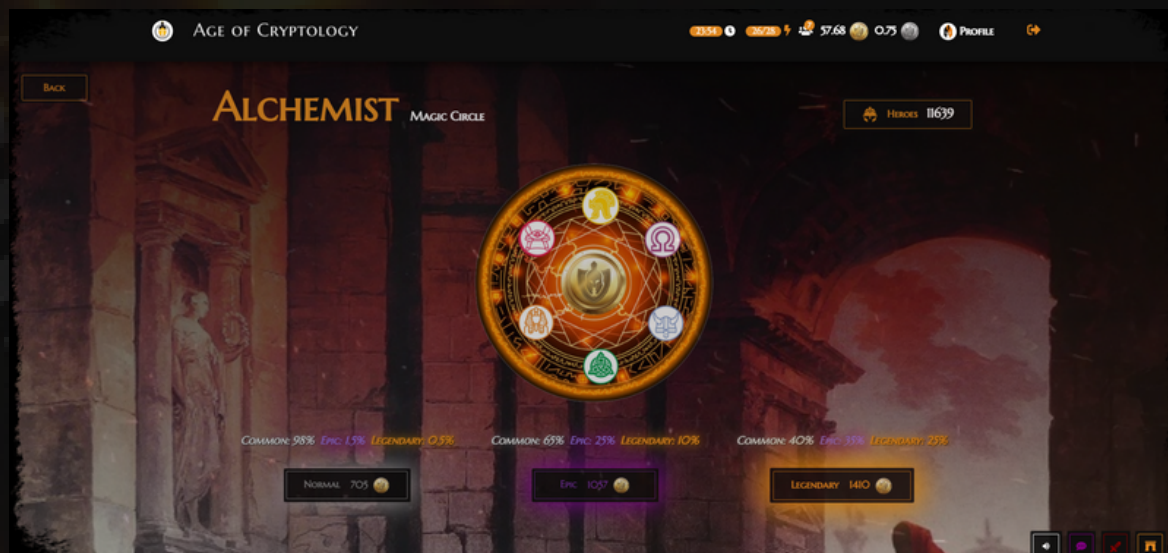 Age of Cryptology
23:54 26/28 7 57.68 0.75 Profile
Back
Alchemist Magic Circle
Heroes 11639
Common: 98% Epic: 1.5% Legendary: 0.5%
Common: 65% Epic: 25% Legendary: 10%
Common: 40% Epic: 35% Legendary: 25%
Normal 705
Epic 1057
Legendary 1410